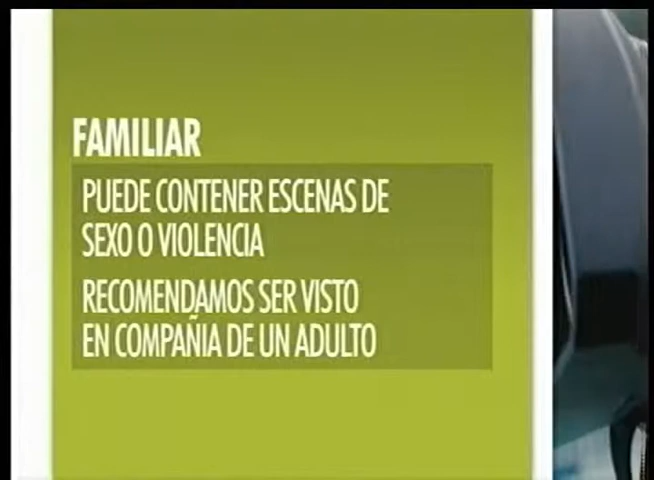 FAMILIAR
PUEDE CONTENER ESCENAS DE
SEXO O VIOLENCIA
RECOMENDAMOS SER VISTO
EN COMPAÑIA DE UN ADULTO